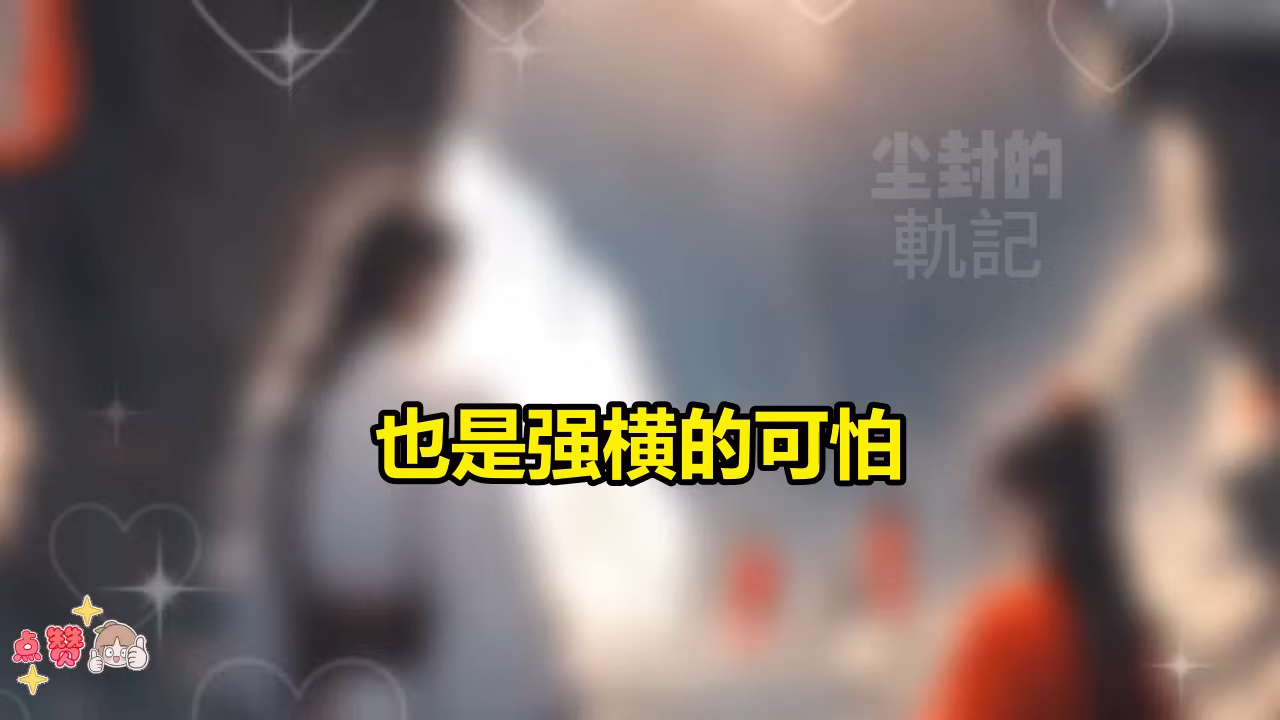 尘封的
軌記
也是强横的可怕
点赞